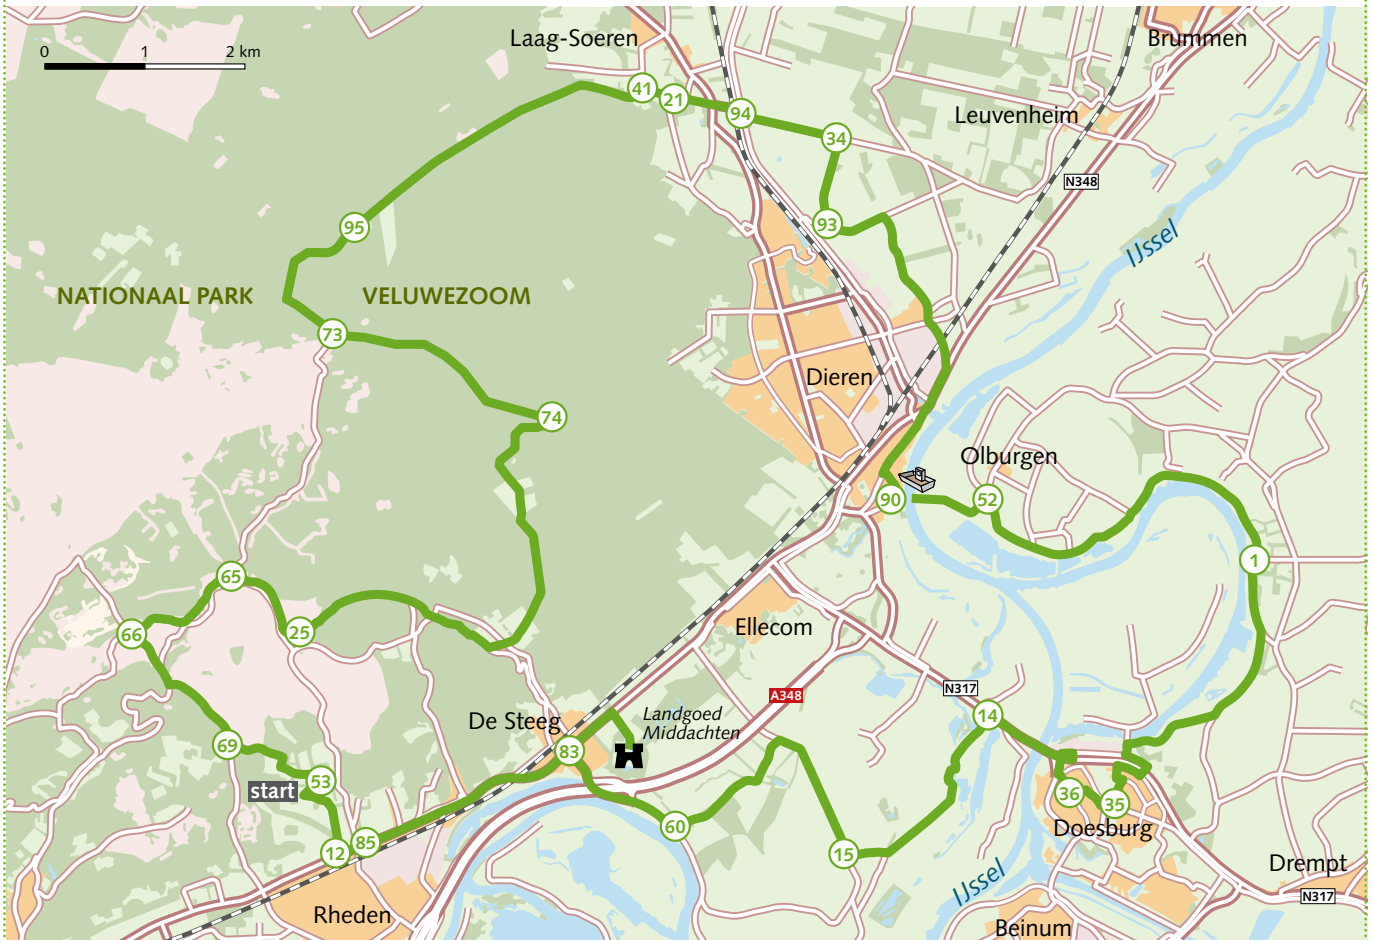 0 1 2 km
Laag-Soeren
Brummen
41
21
94
34
Leuvenheim
N348
95
93
IJssel
NATIONAAL PARK
VELUWEZOOM
73
Dieren
74
Olburgen
90
52
1
65
25
66
Ellecom
A348
N317
De Steeg
Landgoed
Middachten
14
69
83
53
start
36
35
60
Doesburg
85
12
15
IJssel
Drempt
N317
Rheden
Beinum